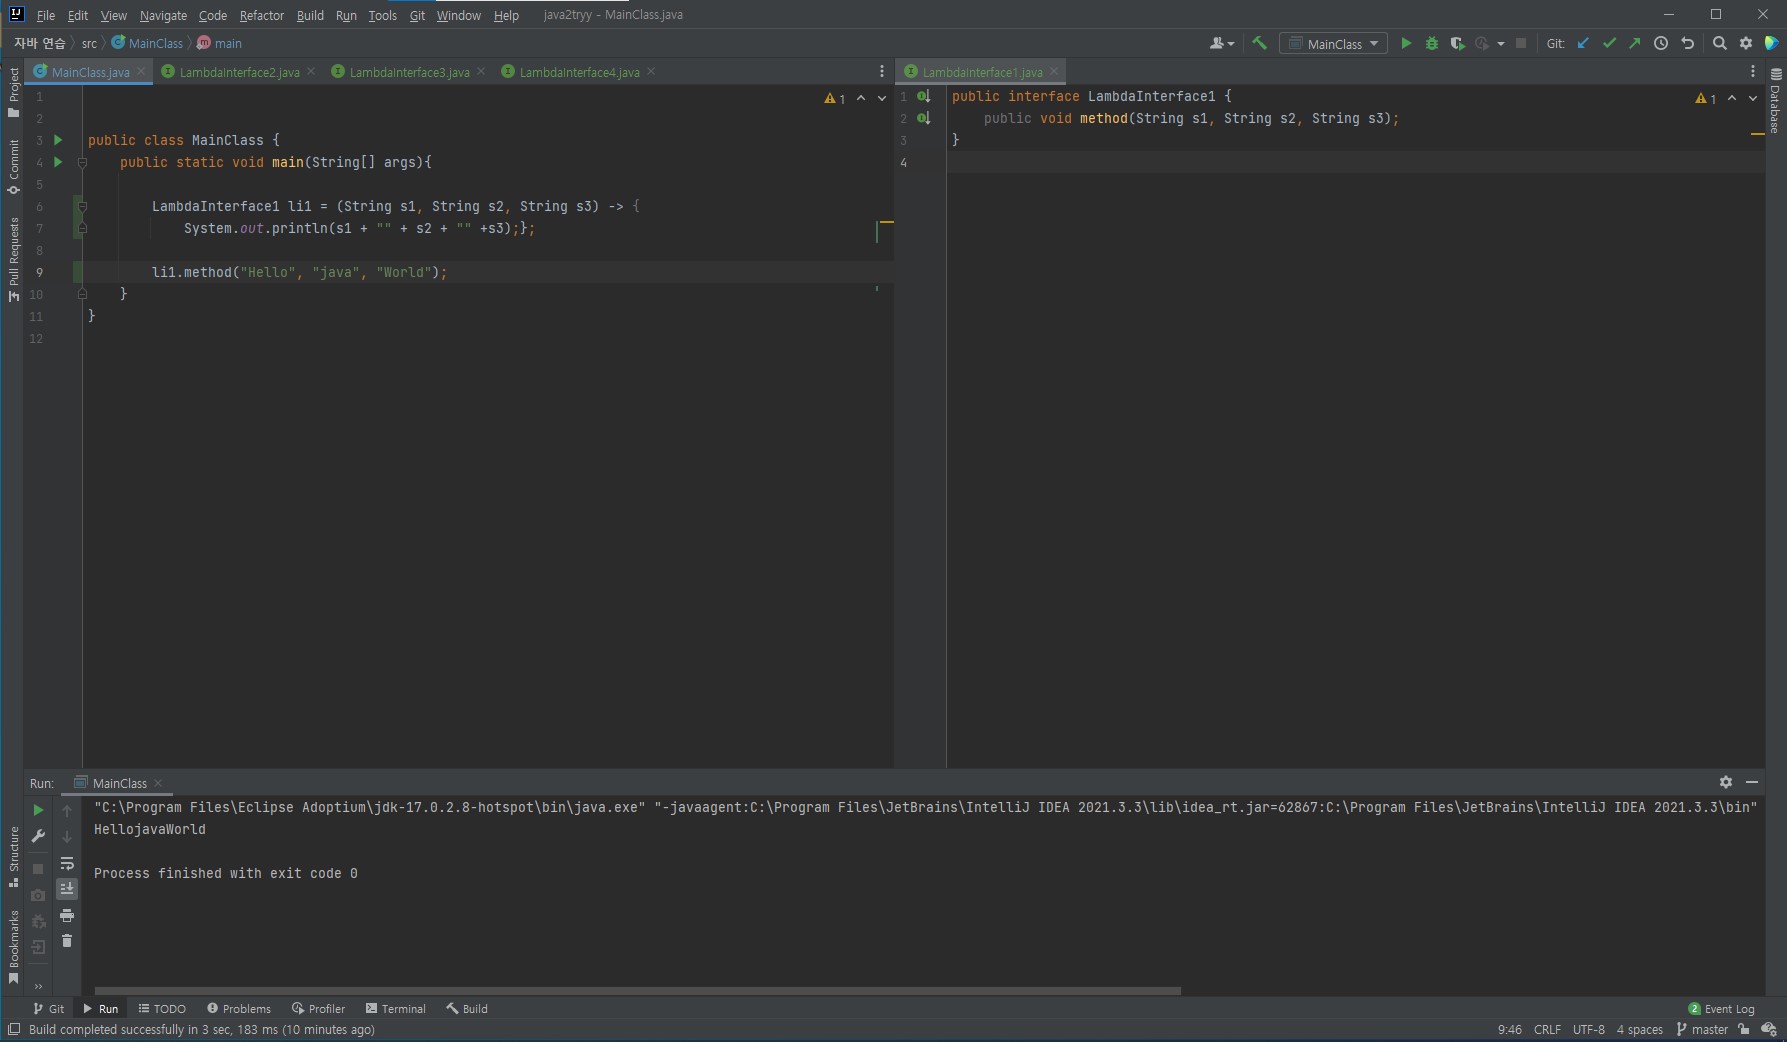 File Edit View Navigate Code Refactor Build Run Tools Git Window Help java2tryy - MainClass.java
자바 연습 src MainClass main MainClass Git:
MainClass.java LambdaInterface2.java LambdaInterface3.java LambdaInterface4.java LambdaInterface1.java
Project
Commit
Pull Requests
1
2
3 public class MainClass {
4 public static void main(String[] args){
5
6 LambdaInterface1 li1 = (String s1, String s2, String s3) -> {
7 System.out.println(s1 + "" + s2 + "" +s3);};
8
9 li1.method("Hello", "java", "World");
10 }
11 }
12
1
1 public interface LambdaInterface1 {
2 public void method(String s1, String s2, String s3);
3 }
4
1
Database
Run: MainClass
"C:\Program Files\Eclipse Adoptium\jdk-17.0.2.8-hotspot\bin\java.exe" "-javaagent:C:\Program Files\JetBrains\IntelliJ IDEA 2021.3.3\lib\idea_rt.jar=62867:C:\Program Files\JetBrains\IntelliJ IDEA 2021.3.3\bin"
HellojavaWorld
Process finished with exit code 0
Structure
Bookmarks
Git Run TODO Problems Profiler Terminal Build 2 Event Log
Build completed successfully in 3 sec, 183 ms (10 minutes ago) 9:46 CRLF UTF-8 4 spaces master